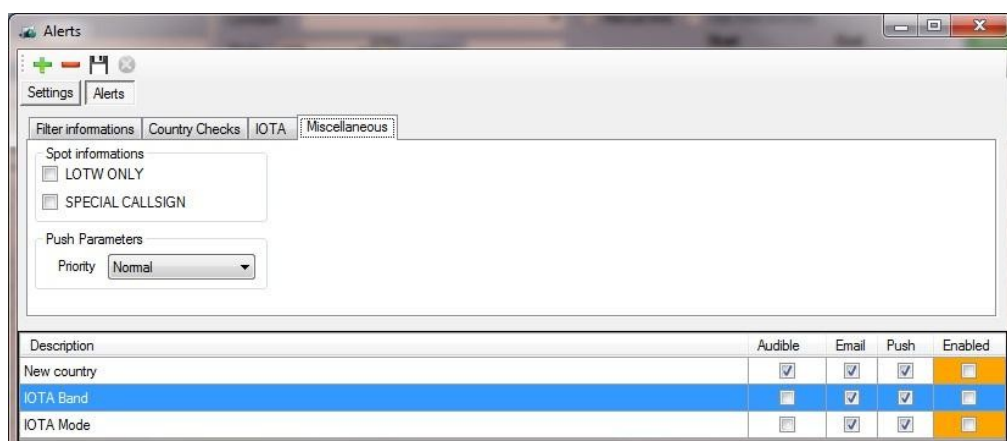 Alerts
Settings Alerts
Filter informations Country Checks IOTA Miscellaneous
Spot informations
LOTW ONLY
SPECIAL CALLSIGN
Push Parameters
Priority Normal
Description Audible Email Push Enabled
New country
IOTA Band
IOTA Mode